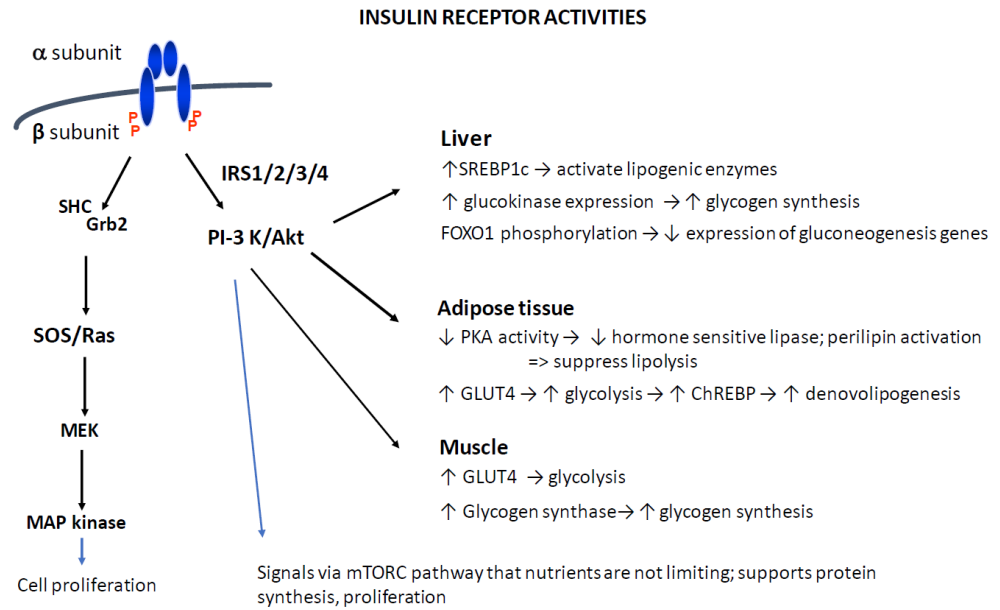 INSULIN RECEPTOR ACTIVITIES
α subunit
P
P
P
P
β subunit
IRS1/2/3/4
SHC
Grb2
PI-3 K/Akt
SOS/Ras
MEK
MAP kinase
Cell proliferation
Liver
↑SREBP1c → activate lipogenic enzymes
↑ glucokinase expression → ↑ glycogen synthesis
FOXO1 phosphorylation → ↓ expression of gluconeogenesis genes
Adipose tissue
↓ PKA activity → ↓ hormone sensitive lipase; perilipin activation
=> suppress lipolysis
↑ GLUT4 → ↑ glycolysis → ↑ ChREBP → ↑ denovolipogenesis
Muscle
↑ GLUT4 → glycolysis
↑ Glycogen synthase→ ↑ glycogen synthesis
Signals via mTORC pathway that nutrients are not limiting; supports protein
synthesis, proliferation